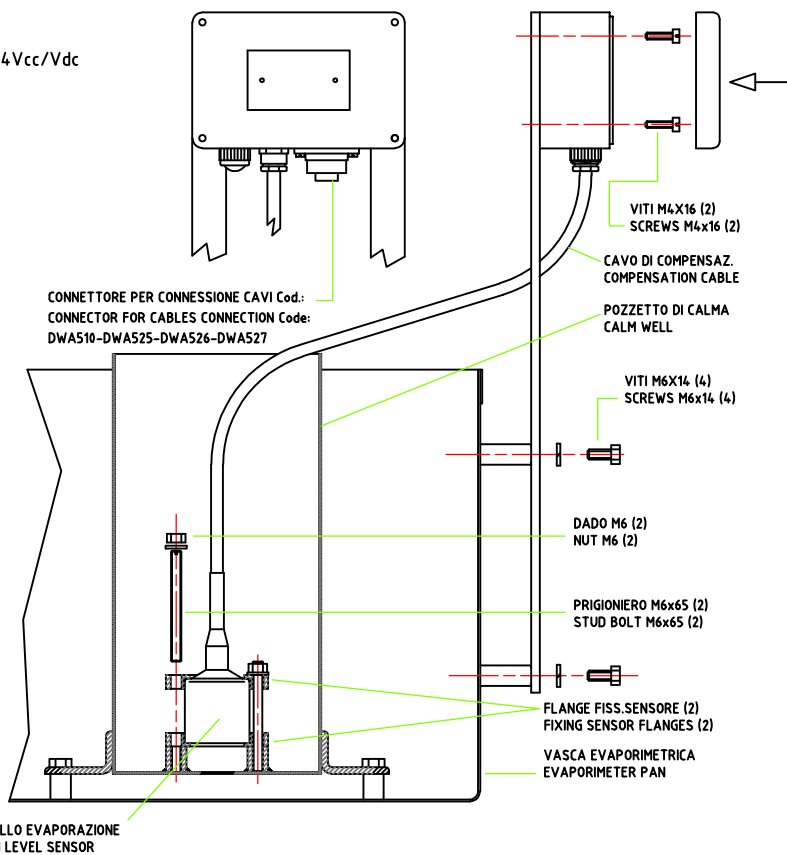 4Vcc/Vdc
VITI M4X16 (2)
SCREWS M4x16 (2)
CAVO DI COMPENSAZ.
COMPENSATION CABLE
CONNETTORE PER CONNESSIONE CAVI Cod.:
CONNECTOR FOR CABLES CONNECTION Code:
DWA510-DWA525-DWA526-DWA527
POZZETTO DI CALMA
CALM WELL
VITI M6X14 (4)
SCREWS M6x14 (4)
DADO M6 (2)
NUT M6 (2)
PRIGIONIERO M6x65 (2)
STUD BOLT M6x65 (2)
FLANGE FISS.SENSORE (2)
FIXING SENSOR FLANGES (2)
VASCA EVAPORIMETRICA
EVAPORIMETER PAN
LLO EVAPORAZIONE
LEVEL SENSOR